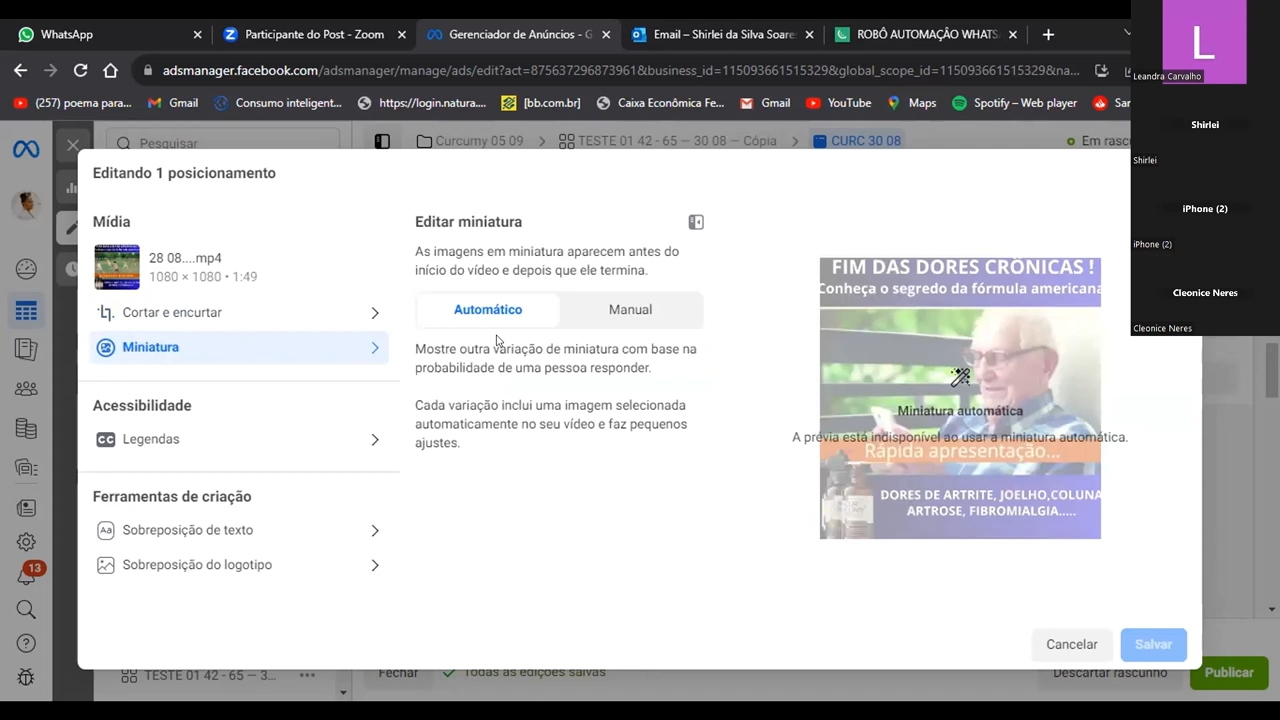 WhatsApp
Participante do Post - Zoom
Gerenciador de Anúncios - G
Email – Shirlei da Silva Soares
ROBÔ AUTOMAÇÂO WHATS
adsmanager.facebook.com/adsmanager/manage/ads/edit?act=875637296873961&business_id=115093661515329&global_scope_id=115093661515329&na...
(257) poema para...
Gmail
Consumo inteligent...
https://login.natura...
[bb.com.br]
Caixa Econômica Fe...
Gmail
YouTube
Maps
Spotify – Web player
San
L
Leandra Carvalho
Shirlei
Shirlei
iPhone (2)
iPhone (2)
Cleonice Neres
Cleonice Neres
Pesquisar
Curcumy 05 09
TESTE 01 42 - 65 — 30 08 — Cópia
CURC 30 08
Em ras
Editando 1 posicionamento
Mídia
28 08....mp4
1080 × 1080 • 1:49
Cortar e encurtar
Miniatura
Acessibilidade
CC Legendas
Ferramentas de criação
Aa Sobreposição de texto
Sobreposição do logotipo
Editar miniatura
As imagens em miniatura aparecem antes do
início do vídeo e depois que ele termina.
Automático
Manual
Mostre outra variação de miniatura com base na
probabilidade de uma pessoa responder.
Cada variação inclui uma imagem selecionada
automaticamente no seu vídeo e faz pequenos
ajustes.
FIM DAS DORES CRÔNICAS !
Conheça o segredo da fórmula americana
Miniatura automática
A prévia está indisponível ao usar a miniatura automática.
Rápida apresentação...
DORES DE ARTRITE, JOELHO,COLUNA
ARTROSE, FIBROMIALGIA.....
Cancelar
Salvar
13
TESTE 01 42 - 65 — 3...
Fechar
Todas as edições salvas
Descartar rascunho
Publicar